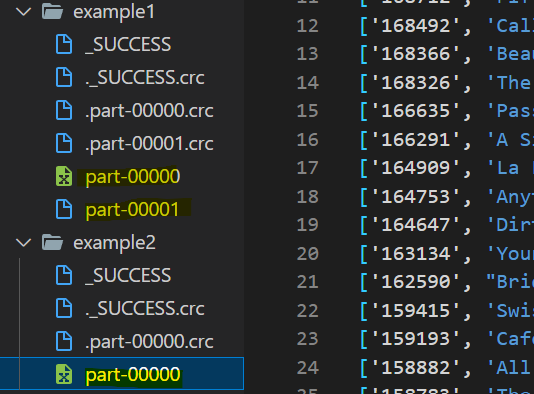 example1
_SUCCESS
._SUCCESS.crc
.part-00000.crc
.part-00001.crc
part-00000
part-00001
example2
_SUCCESS
._SUCCESS.crc
.part-00000.crc
part-00000
12 ['168492', 'Cal
13 ['168366', 'Bea
14 ['168326', 'The
15 ['166635', 'Pas
16 ['166291', 'A S
17 ['164909', 'La
18 ['164753', 'Any
19 ['164647', 'Dir
20 ['163134', 'You
21 ['162590', "Bri
22 ['159415', 'Swi
23 ['159193', 'Caf
24 ['158882', 'All